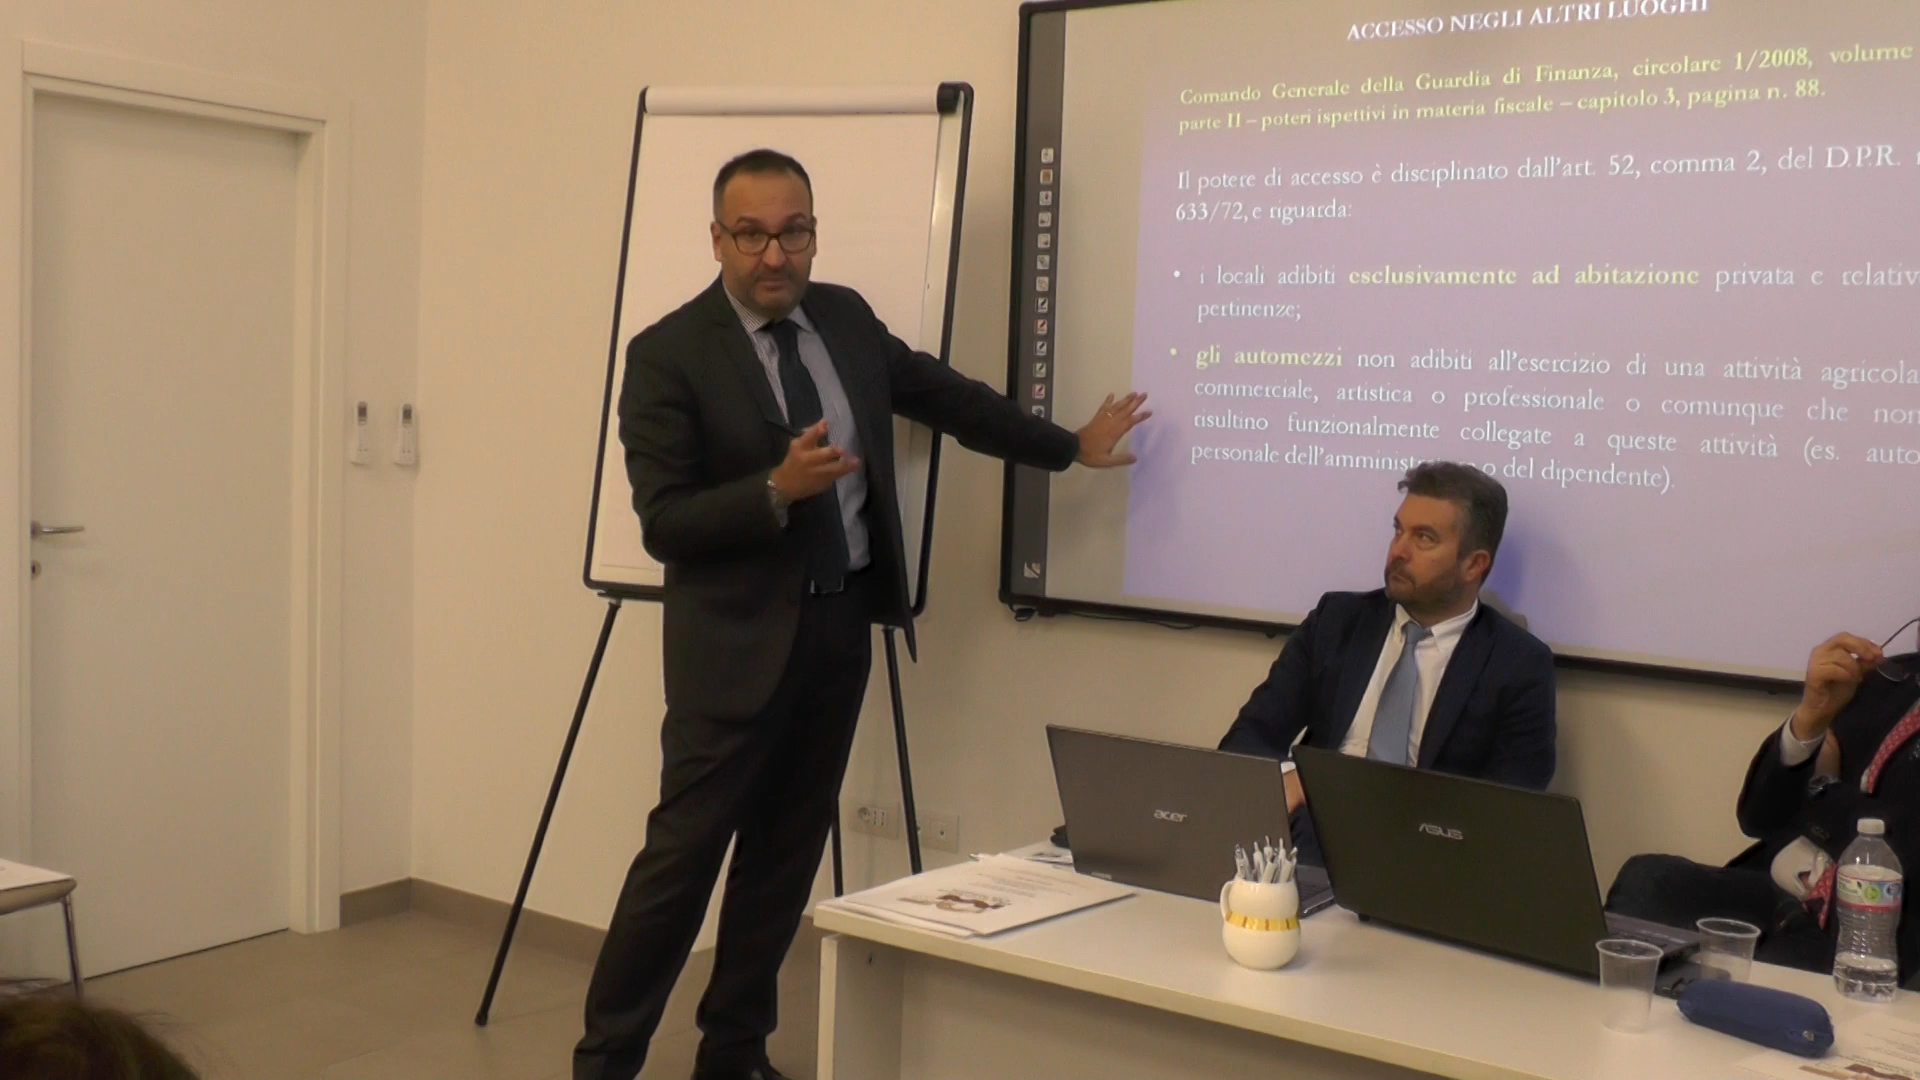 ACCESSO NEGLI ALTRI LUOGHI
Comando Generale della Guardia di Finanza, circolare 1/2008, volume
parte II – poteri ispettivi in materia fiscale – capitolo 3, pagina n. 88.
Il potere di accesso è disciplinato dall'art. 52, comma 2, del D.P.R.
633/72, e riguarda:
• i locali adibiti esclusivamente ad abitazione privata e relativ
pertinenze;
• gli automezzi non adibiti all'esercizio di una attività agricola
commerciale, artistica o professionale o comunque che non
risultino funzionalmente collegate a queste attività (es. auto
personale dell'amminist o del dipendente).
acer
ASUS